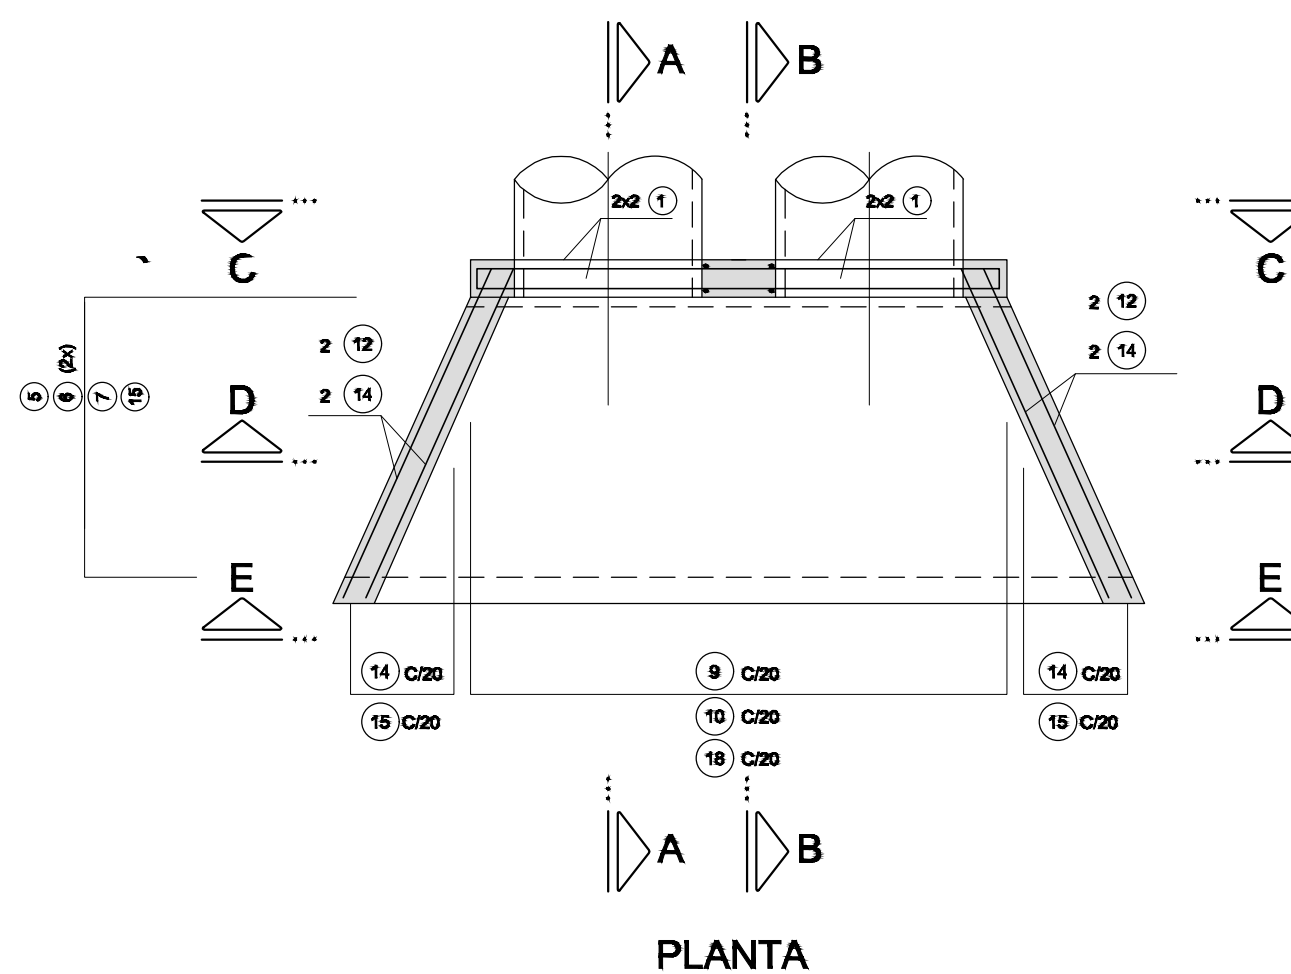 A B
2x2 1 2x2 1
C C
2 12
2 12
2 14
(2x)
5 6 7 15
2 14
D D
E E
14 C/20 9 C/20 14 C/20
15 C/20 10 C/20 15 C/20
18 C/20
A B
PLANTA